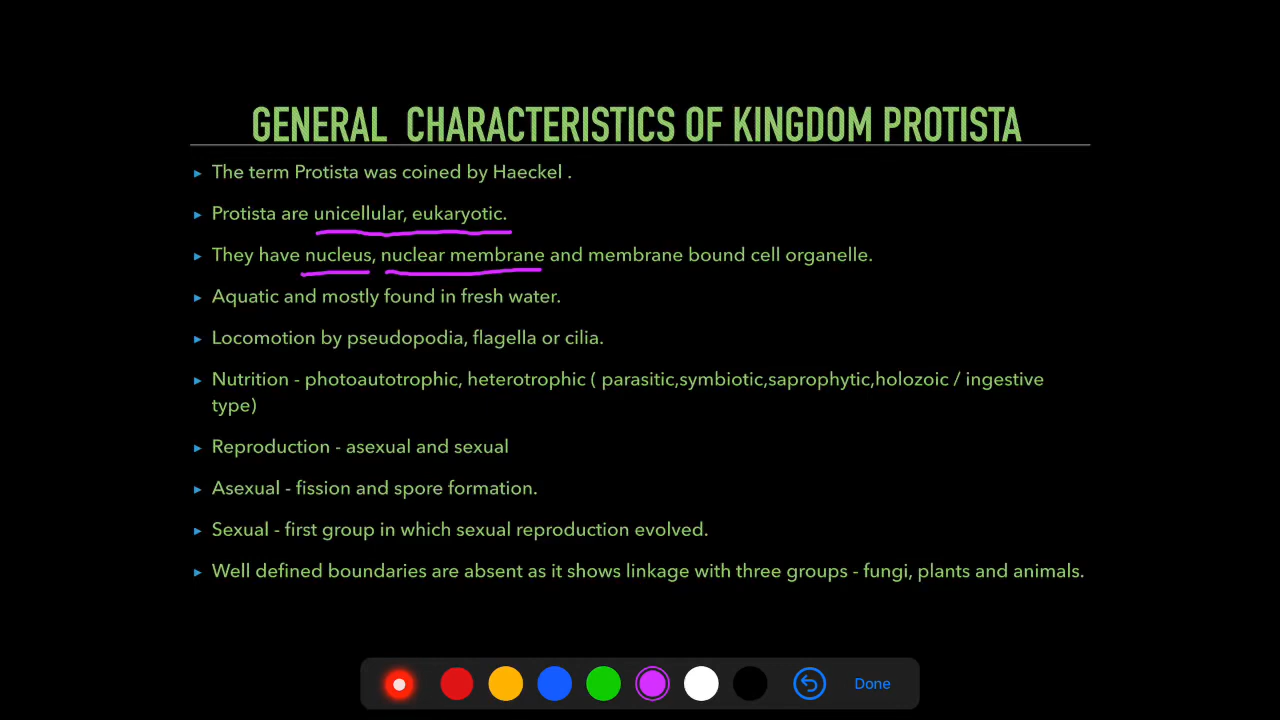 GENERAL CHARACTERISTICS OF KINGDOM PROTISTA
The term Protista was coined by Haeckel .
Protista are unicellular, eukaryotic.
They have nucleus, nuclear membrane and membrane bound cell organelle.
Aquatic and mostly found in fresh water.
Locomotion by pseudopodia, flagella or cilia.
Nutrition - photoautotrophic, heterotrophic ( parasitic,symbiotic,saprophytic,holozoic / ingestive
type)
Reproduction - asexual and sexual
Asexual - fission and spore formation.
Sexual - first group in which sexual reproduction evolved.
Well defined boundaries are absent as it shows linkage with three groups - fungi, plants and animals.
Done